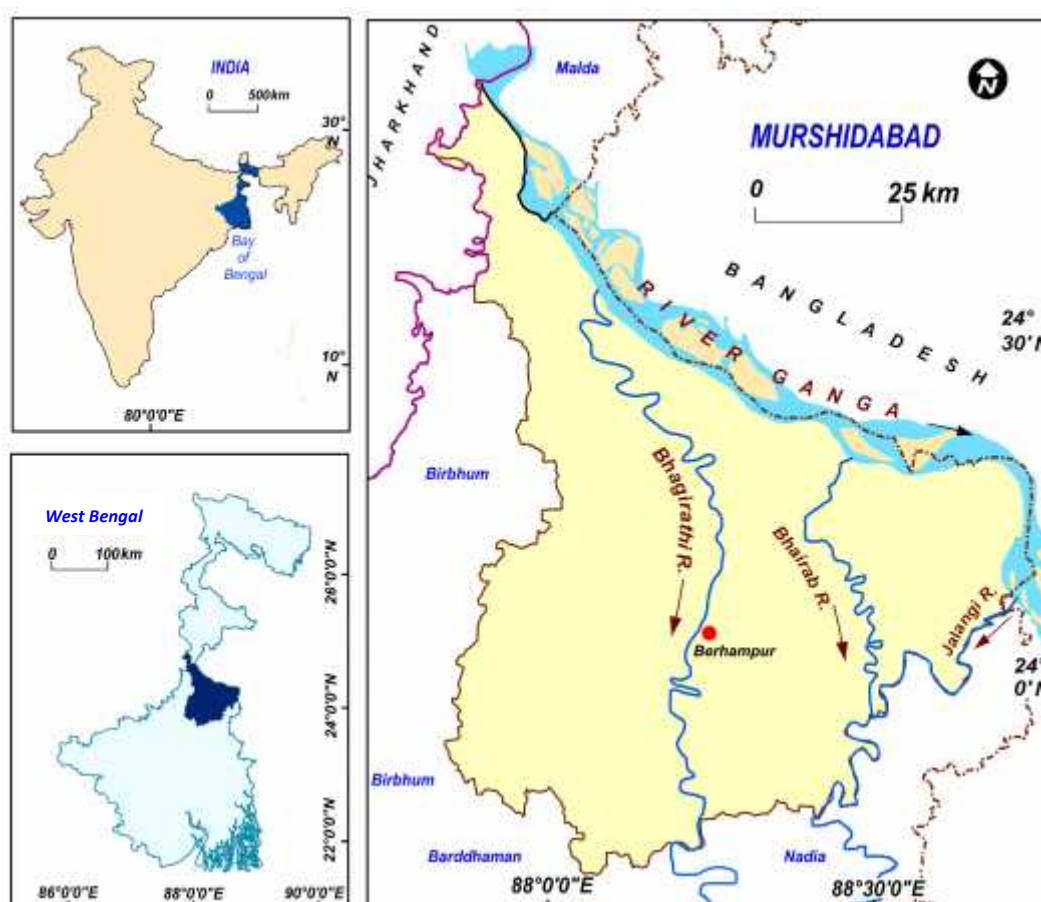 INDIA
0 500km
30°
N
Bay
of
Bengal
10°
N
80°0'0"E
West Bengal
0 100km
26°0'0"N
24°0'0"N
22°0'0"N
86°0'0"E
88°0'0"E
90°0'0"E
JHARKHAND
Malda
N
MURSHIDABAD
0 25 km
BANGLADESH
RIVER GANGA
24°
30' N
Birbhum
Bhagirathi R.
Bhairab R.
Jalangi R.
Berhampur
24°
0' N
Birbhum
Barddhaman
Nadia
88°0'0"E
88°30'0"E